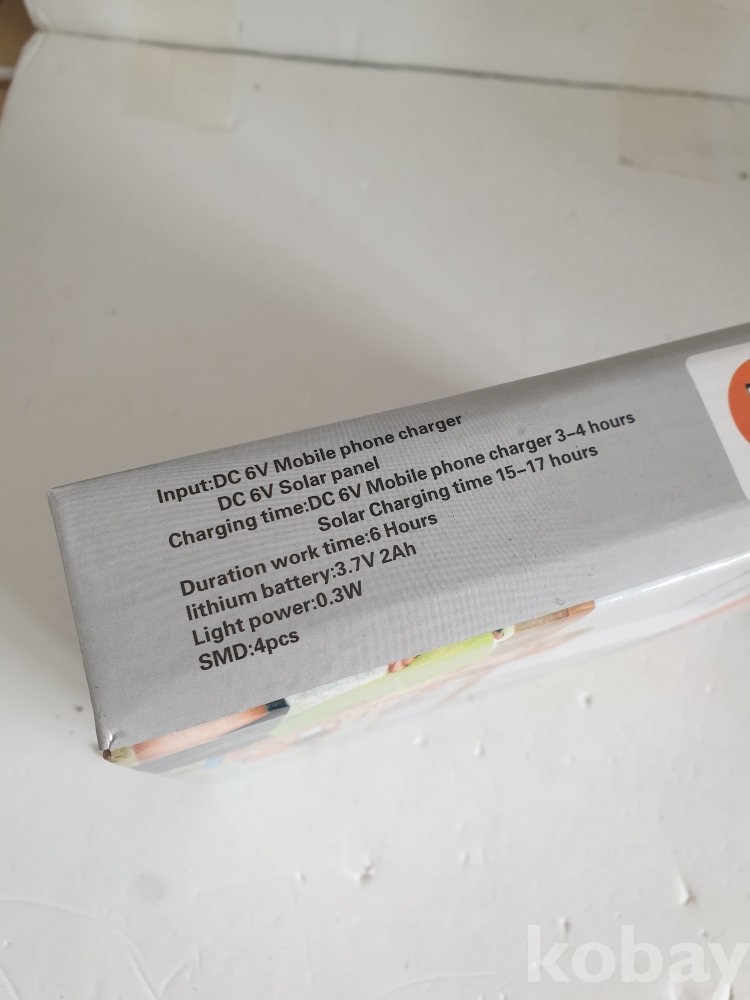 Input:DC 6V Mobile phone charger
DC 6V Solar panel
Charging time:DC 6V Mobile phone charger 3–4 hours
Solar Charging time 15–17 hours
Duration work time:6 Hours
lithium battery:3.7V 2Ah
Light power:0.3W
SMD:4pcs
kobay